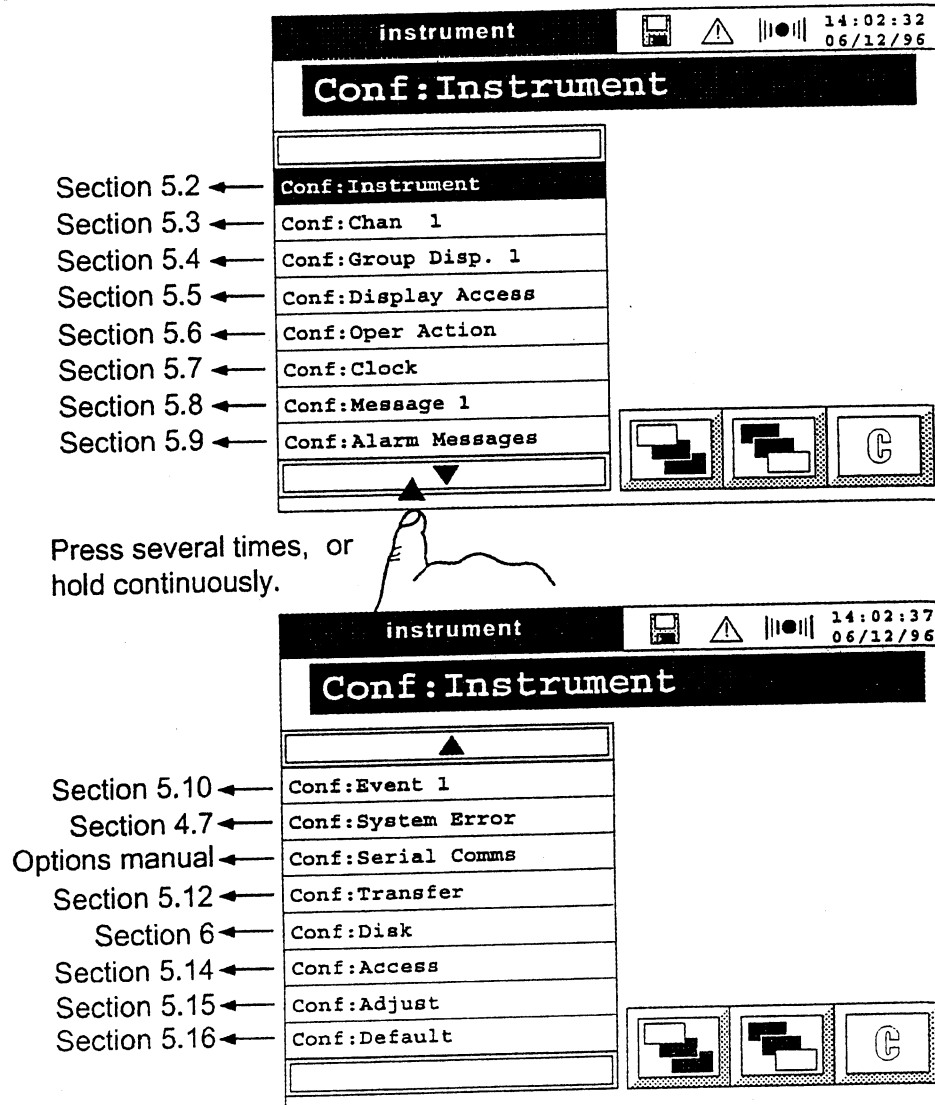 instrument 14:02:32
06/12/96
Conf:Instrument
Section 5.2 Conf:Instrument
Section 5.3 Conf:Chan 1
Section 5.4 Conf:Group Disp. 1
Section 5.5 Conf:Display Access
Section 5.6 Conf:Oper Action
Section 5.7 Conf:Clock
Section 5.8 Conf:Message 1
Section 5.9 Conf:Alarm Messages
C
Press several times, or
hold continuously.
instrument 14:02:37
06/12/96
Conf:Instrument
Section 5.10 Conf:Event 1
Section 4.7 Conf:System Error
Options manual Conf:Serial Comms
Section 5.12 Conf:Transfer
Section 6 Conf:Disk
Section 5.14 Conf:Access
Section 5.15 Conf:Adjust
Section 5.16 Conf:Default
C